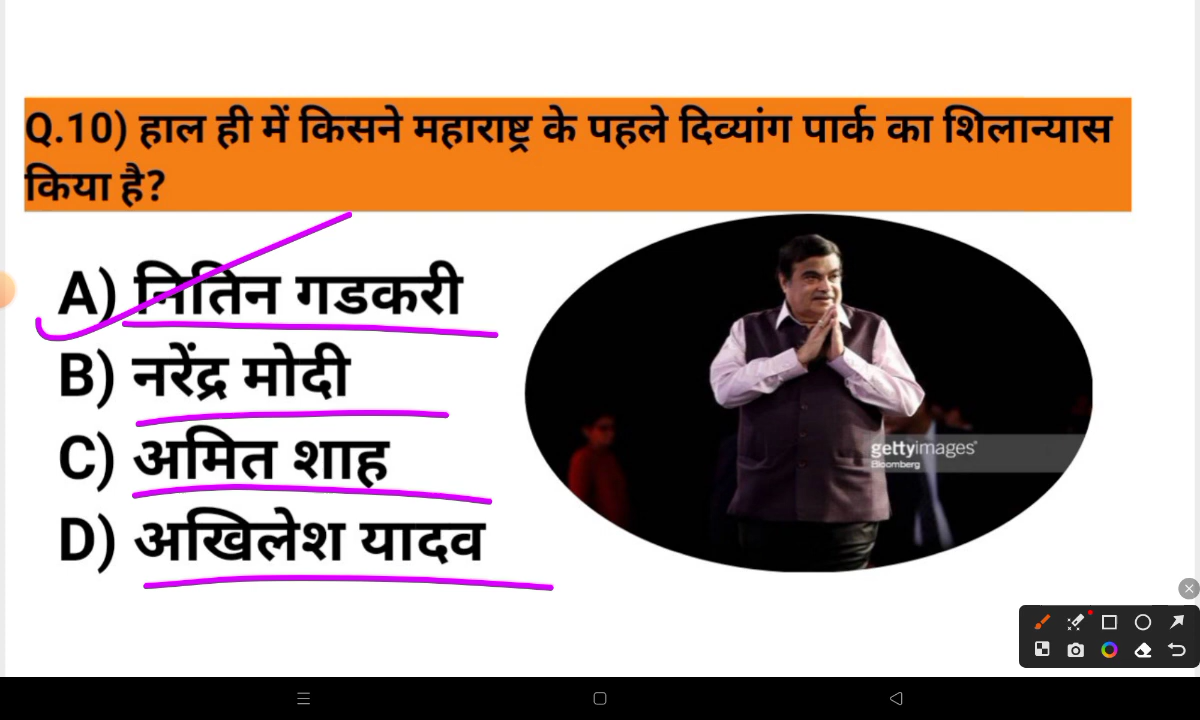 Q.10) हाल ही में किसने महाराष्ट्र के पहले दिव्यांग पार्क का शिलान्यास
किया है?
A) नितिन गडकरी
B) नरेंद्र मोदी
C) अमित शाह
D) अखिलेश यादव
gettyimages®
Bloomberg